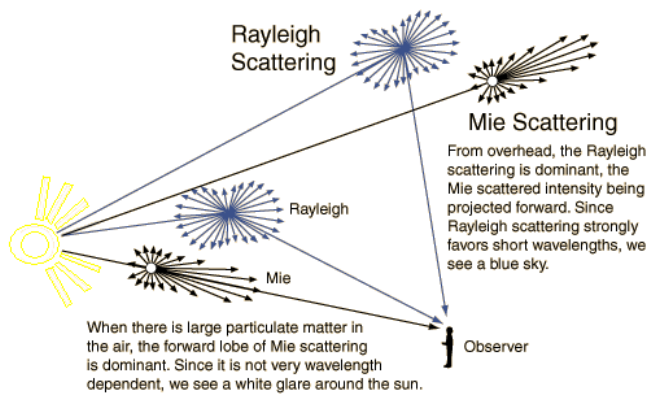 Rayleigh
Scattering
Mie Scattering
From overhead, the Rayleigh
scattering is dominant, the
Mie scattered intensity being
projected forward. Since
Rayleigh scattering strongly
favors short wavelengths, we
see a blue sky.
Rayleigh
Mie
When there is large particulate matter in
the air, the forward lobe of Mie scattering
is dominant. Since it is not very wavelength
dependent, we see a white glare around the sun.
Observer